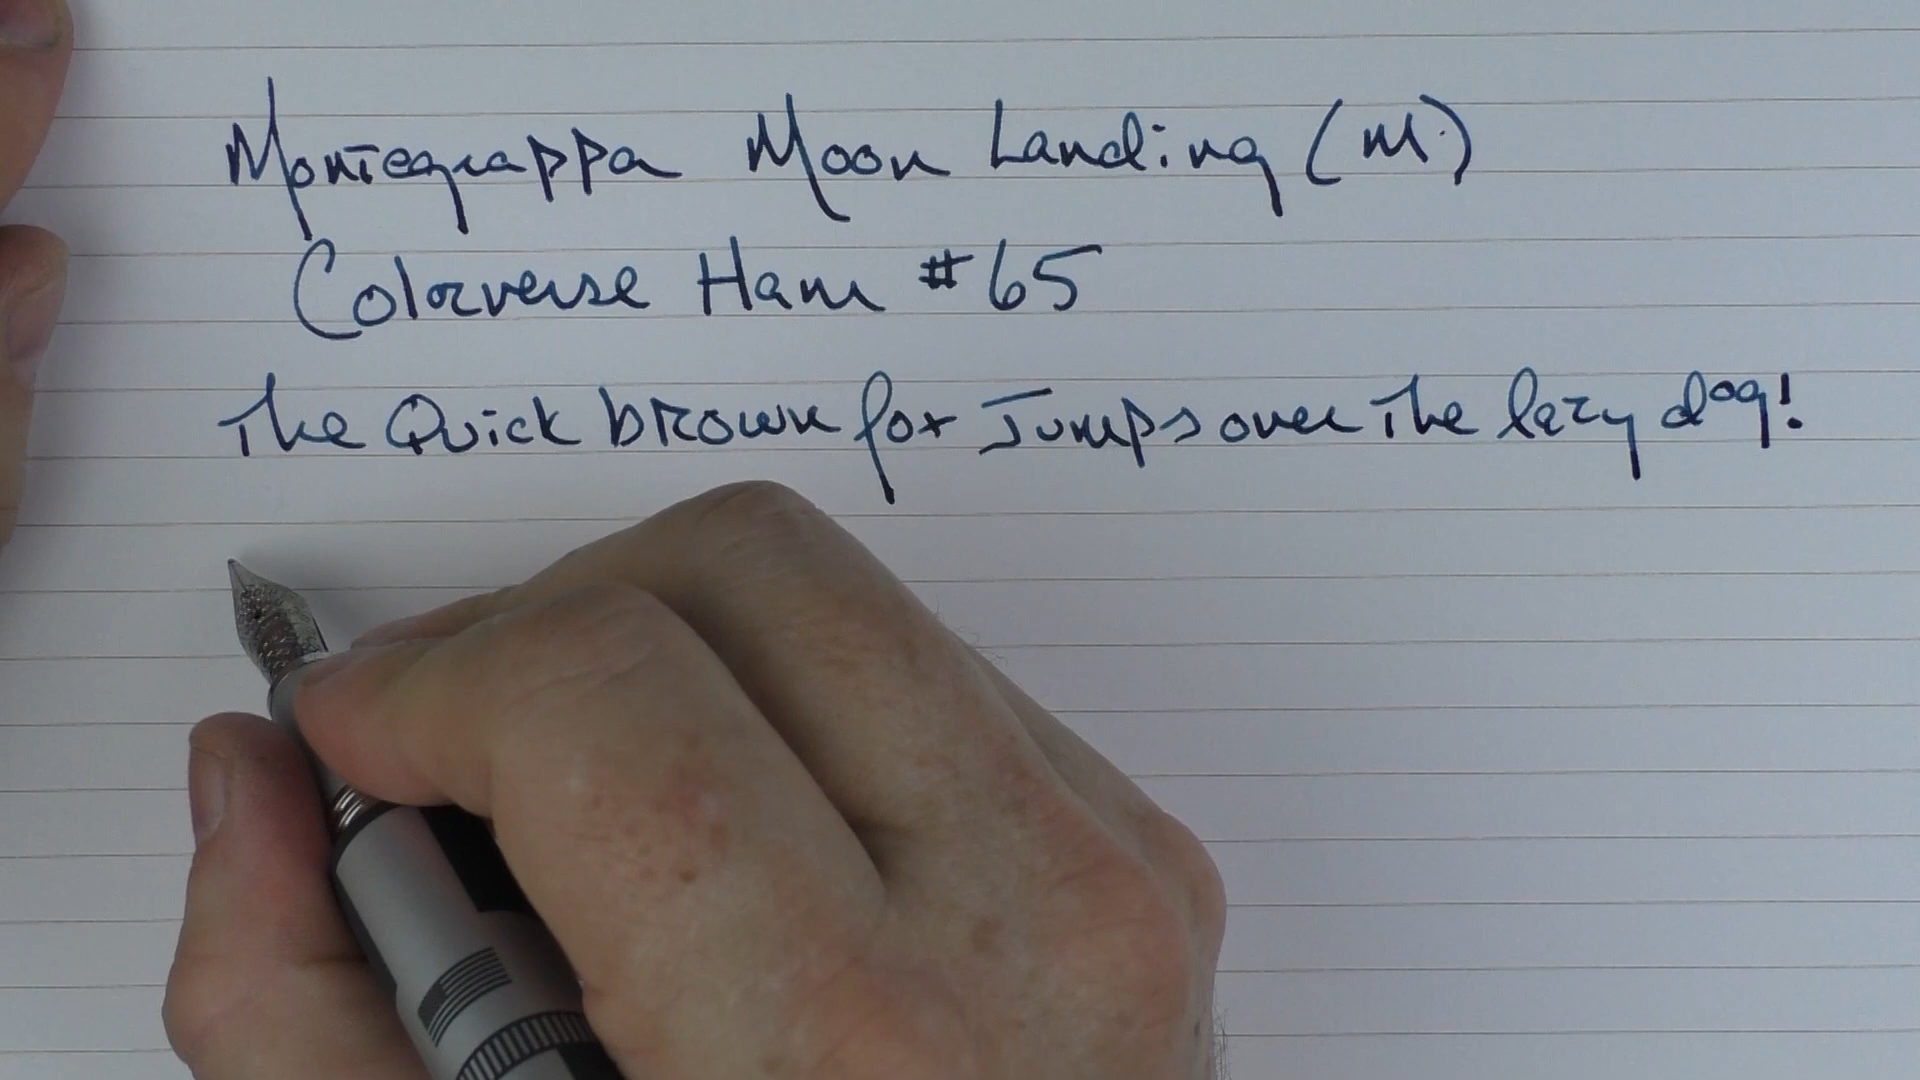 Montegrappa Moon Landing (M)
Colorverse Ham #65
The Quick brown fox Jumps over The lazy dog!